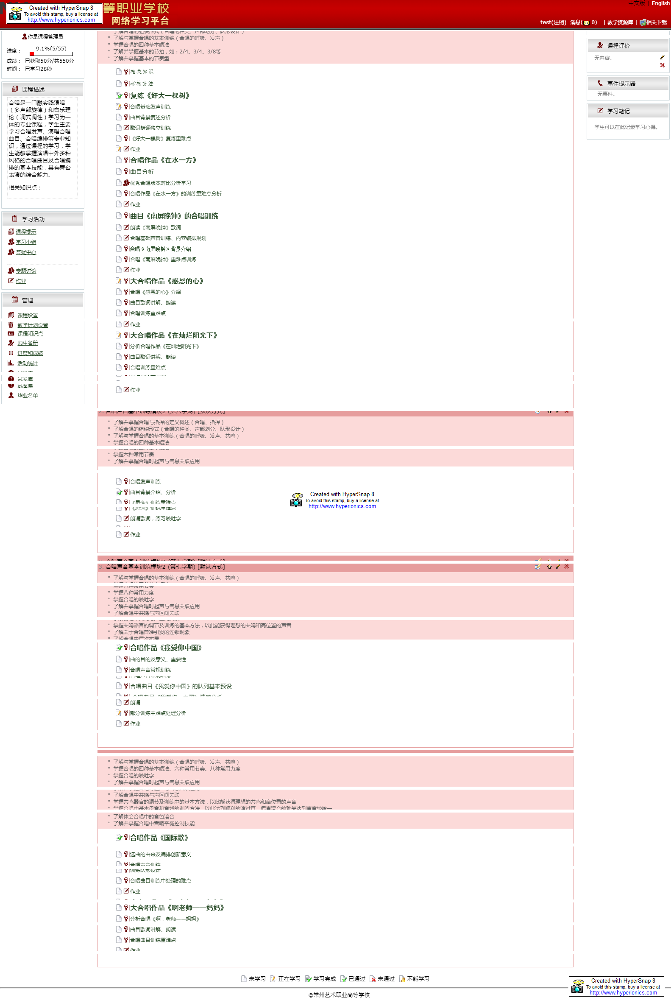 中文版 | English
Created with HyperSnap 8
To avoid this stamp, buy a license at
http://www.hyperionics.com
等职业学校
网络学习平台
test(注销) 消息( 0) | 教学资源库 | 相关下载
你是课程管理员
进度： 9.1%(5/55)
成绩： 已获取50分/共550分
时间： 已学习28秒
课程描述
合唱是一门融实践演唱
（多声部旋律）和音乐理
论（调式调性）学习为一
体的专业课程，学生主要
学习合唱发声、演唱合唱
曲目、合唱编排等专业知
识，通过课程的学习，学
生能够掌握演唱中外多种
风格的合唱曲目及合唱编
排的基本技能，具有舞台
表演的综合能力。
相关知识点：
学习活动
课程提示
学习小组
答疑中心
专题讨论
作业
管理
课程设置
教学计划设置
课程知识点
师生名册
进度和成绩
活动统计
试卷库
试卷库
毕业名单
* 了解合唱的组织形式（合唱的种类、声部划分、队形设计）
* 了解与掌握合唱的基本训练（合唱的呼吸、发声）
* 掌握合唱的四种基本唱法
* 了解并掌握基本的节拍，如：2/4、3/4、3/8等
* 了解并掌握基本的节奏型
相关知识
考核方法
复练《好大一棵树》
合唱基础发声训练
曲目背景复述分析
歌词朗诵独立训练
《好大一棵树》复练重难点
作业
合唱作品《在水一方》
曲目分析
优秀合唱版本对比分析学习
合唱作品《在水一方》的训练重难点分析
作业
曲目《南屏晚钟》的合唱训练
朗读《南屏晚钟》歌词
合唱基础声音训练、内容编排规划
合唱《南屏晚钟》背景介绍
合唱《南屏晚钟》重难点训练
作业
大合唱作品《感恩的心》
合唱《感恩的心》介绍
曲目歌词讲解、朗读
合唱训练重难点
作业
大合唱作品《在灿烂阳光下》
分析合唱作品《在灿烂阳光下》
曲目歌词讲解、朗读
合唱训练重难点
作业
2. 合唱声音基本训练模块2 (第六学期) [默认方式]
* 了解并掌握合唱与指挥的定义概述（合唱、指挥）
* 了解合唱的组织形式（合唱的种类、声部划分、队形设计）
* 了解与掌握合唱的基本训练（合唱的呼吸、发声、共鸣）
* 掌握合唱的四种基本唱法
* 掌握六种常用节奏
* 了解并掌握合唱时起声与气息关联应用
合唱发声训练
曲目背景介绍、分析
《思念》训练重难点
《思念》训练重难点
朗诵歌词，练习咬吐字
作业
Created with HyperSnap 8
To avoid this stamp, buy a license at
http://www.hyperionics.com
3. 合唱声音基本训练模块2 (第七学期) [默认方式]
* 了解与掌握合唱的基本训练（合唱的呼吸、发声、共鸣）
* 掌握六种常用节奏
* 掌握八种常用力度
* 掌握合唱的咬吐字
* 了解并掌握合唱时起声与气息关联应用
* 了解合唱中共鸣与声区间关联
* 掌握共鸣器官的调节及训练的基本方法，以此能获得理想的共鸣和高位置的声音
* 了解关于合唱音准引发的连锁现象
* 了解合唱中层次布局
合唱作品《我爱你中国》
曲的目的及意义、重要性
合唱声音常规训练
合唱曲目《我爱你中国》的队列基本预设
朗诵
部分训练中难点处理分析
作业
* 了解与掌握合唱的基本训练（合唱的呼吸、发声、共鸣）
* 掌握合唱的四种基本唱法、六种常用节奏、八种常用力度
* 掌握合唱的咬吐字
* 了解并掌握合唱时起声与气息关联应用
* 了解合唱中共鸣与声区间关联
* 掌握共鸣器官的调节及训练中的基本方法，以此能获得理想的共鸣和高位置的声音
* 掌握合唱中基本母音和音域的训练方法，以此达到顺利的渡过真、假声混合的难关达到声音较统一
* 了解体会合唱中的音色溶合
* 了解并掌握合唱中音响平衡控制技能
合唱作品《国际歌》
选曲的由来及编排创新意义
合唱声音训练
训练队形设计
合唱曲目训练中处理的难点
作业
大合唱作品《啊老师——妈妈》
分析合唱《啊，老师——妈妈》
曲目歌词讲解、朗读
合唱曲目训练重难点
作业
课程评价
无内容。
事件提示器
无事件。
学习笔记
学生可以在此记录学习心得。
未学习 正在学习 学习完成 已通过 未通过 不能学习
©常州艺术职业高等学校
Created with HyperSnap 8
To avoid this stamp, buy a license at
http://www.hyperionics.com